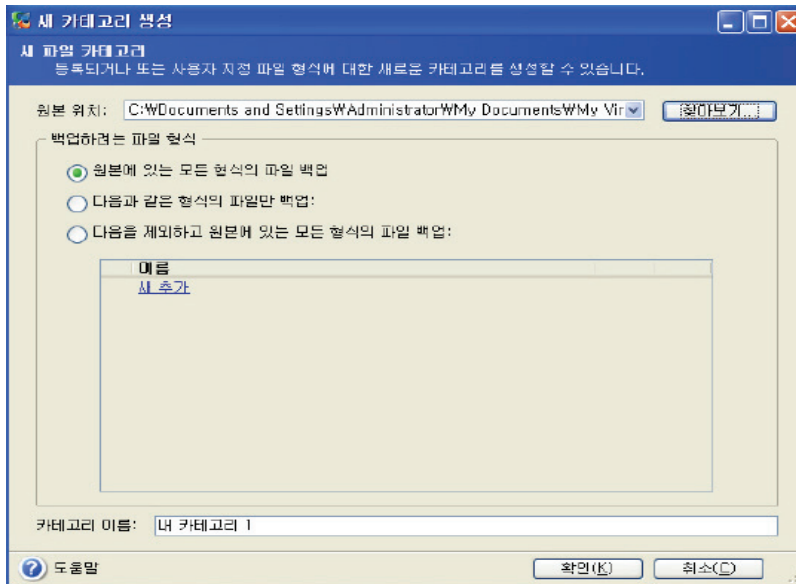 새 카테고리 생성
새 파일 카테고리
등록되거나 또는 사용자 지정 파일 형식에 대한 새로운 카테고리를 생성할 수 있습니다.
원본 위치: C:₩Documents and Settings₩Administrator₩My Documents₩My Vir 찾아보기...
백업하려는 파일 형식
원본에 있는 모든 형식의 파일 백업
다음과 같은 형식의 파일만 백업:
다음을 제외하고 원본에 있는 모든 형식의 파일 백업:
이름
새 추가
카테고리 이름: 내 카테고리 1
도움말 확인(K) 취소(C)